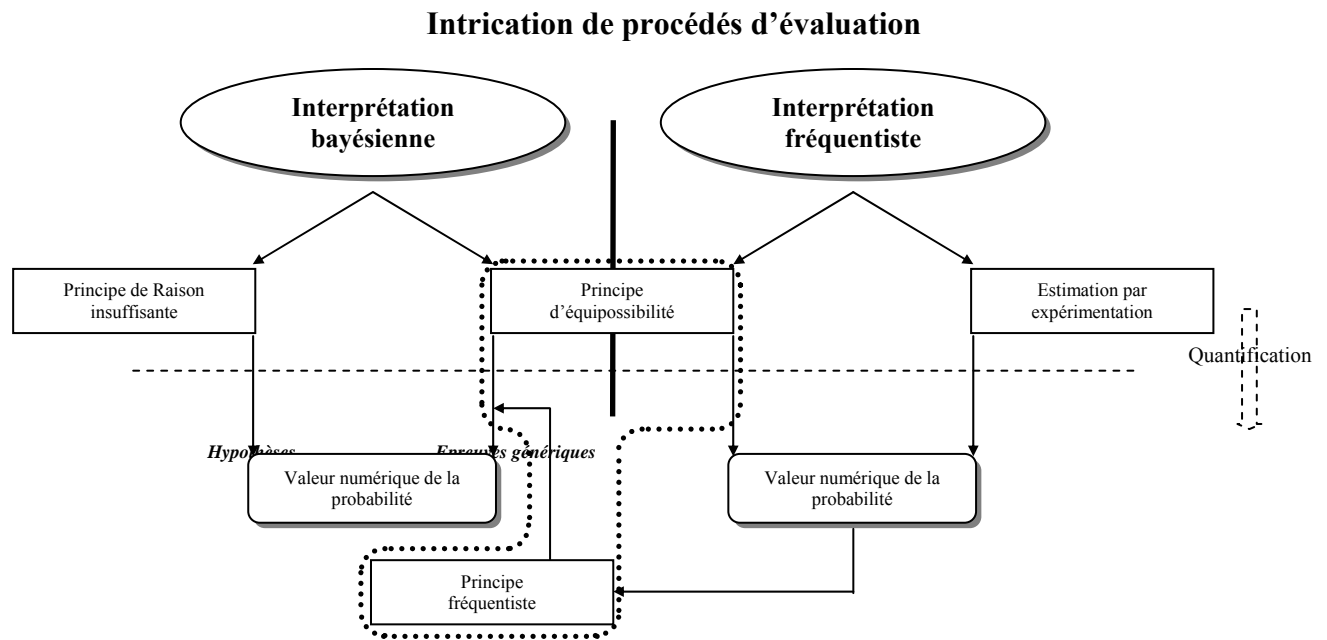 Intrication de procédés d’évaluation
Interprétation
bayésienne
Interprétation
fréquentiste
Principe de Raison
insuffisante
Principe
d’équipossibilité
Estimation par
expérimentation
Quantification
Hypothèses
Epreuves génériques
Valeur numérique de la
probabilité
Valeur numérique de la
probabilité
Principe
fréquentiste